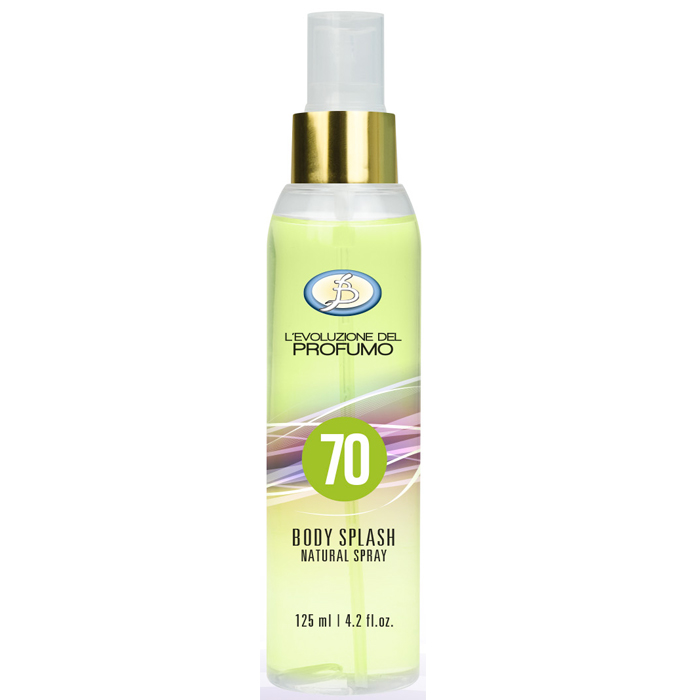 L'EVOLUZIONE DEL
PROFUMO
70
BODY SPLASH
NATURAL SPRAY
125 ml | 4.2 fl.oz.